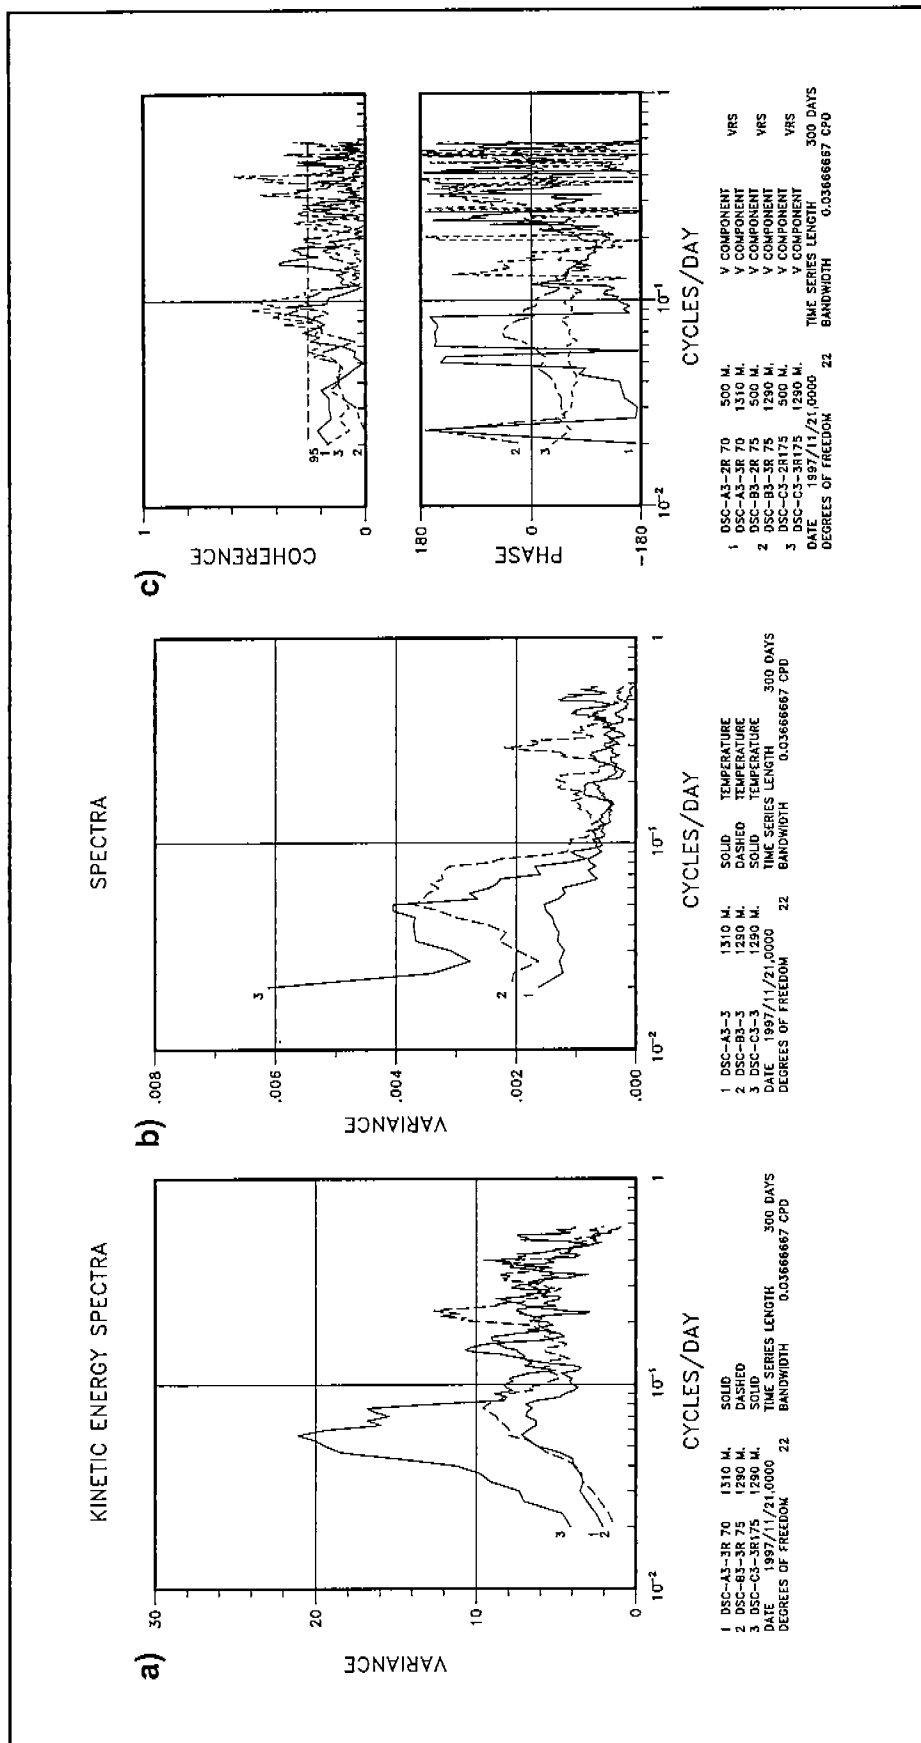 a)
KINETIC ENERGY SPECTRA
VARIANCE
30
20
10
0
10⁻²
10⁻¹
1
3
1
2
CYCLES/DAY
1 DSC-A3-3R 70 1310 M. SOLID
2 DSC-B3-3R 75 1290 M. DASHED
3 DSC-C3-3R175 1290 M. SOLID
DATE 1997/11/21,0000 TIME SERIES LENGTH 300 DAYS
DEGREES OF FREEDOM 22 BANDWIDTH 0.03666667 CPD
b)
SPECTRA
VARIANCE
.008
.006
.004
.002
.000
10⁻²
10⁻¹
1
3
2
1
CYCLES/DAY
1 DSC-A3-3 1310 M. SOLID TEMPERATURE
2 DSC-B3-3 1290 M. DASHED TEMPERATURE
3 DSC-C3-3 1290 M. SOLID TEMPERATURE
DATE 1997/11/21,0000 TIME SERIES LENGTH 300 DAYS
DEGREES OF FREEDOM 22 BANDWIDTH 0.03666667 CPD
c)
COHERENCE
1
0
95
1
3
2
PHASE
180
0
-180
2
3
1
10⁻²
10⁻¹
1
CYCLES/DAY
1 DSC-A3-2R 70 500 M. V COMPONENT VRS
DSC-A3-3R 70 1310 M. V COMPONENT
2 DSC-B3-2R 75 500 M. V COMPONENT VRS
DSC-B3-3R 75 1290 M. V COMPONENT
3 DSC-C3-2R175 500 M. V COMPONENT VRS
DSC-C3-3R175 1290 M. V COMPONENT
DATE 1997/11/21,0000 TIME SERIES LENGTH 300 DAYS
DEGREES OF FREEDOM 22 BANDWIDTH 0.03666667 CPD